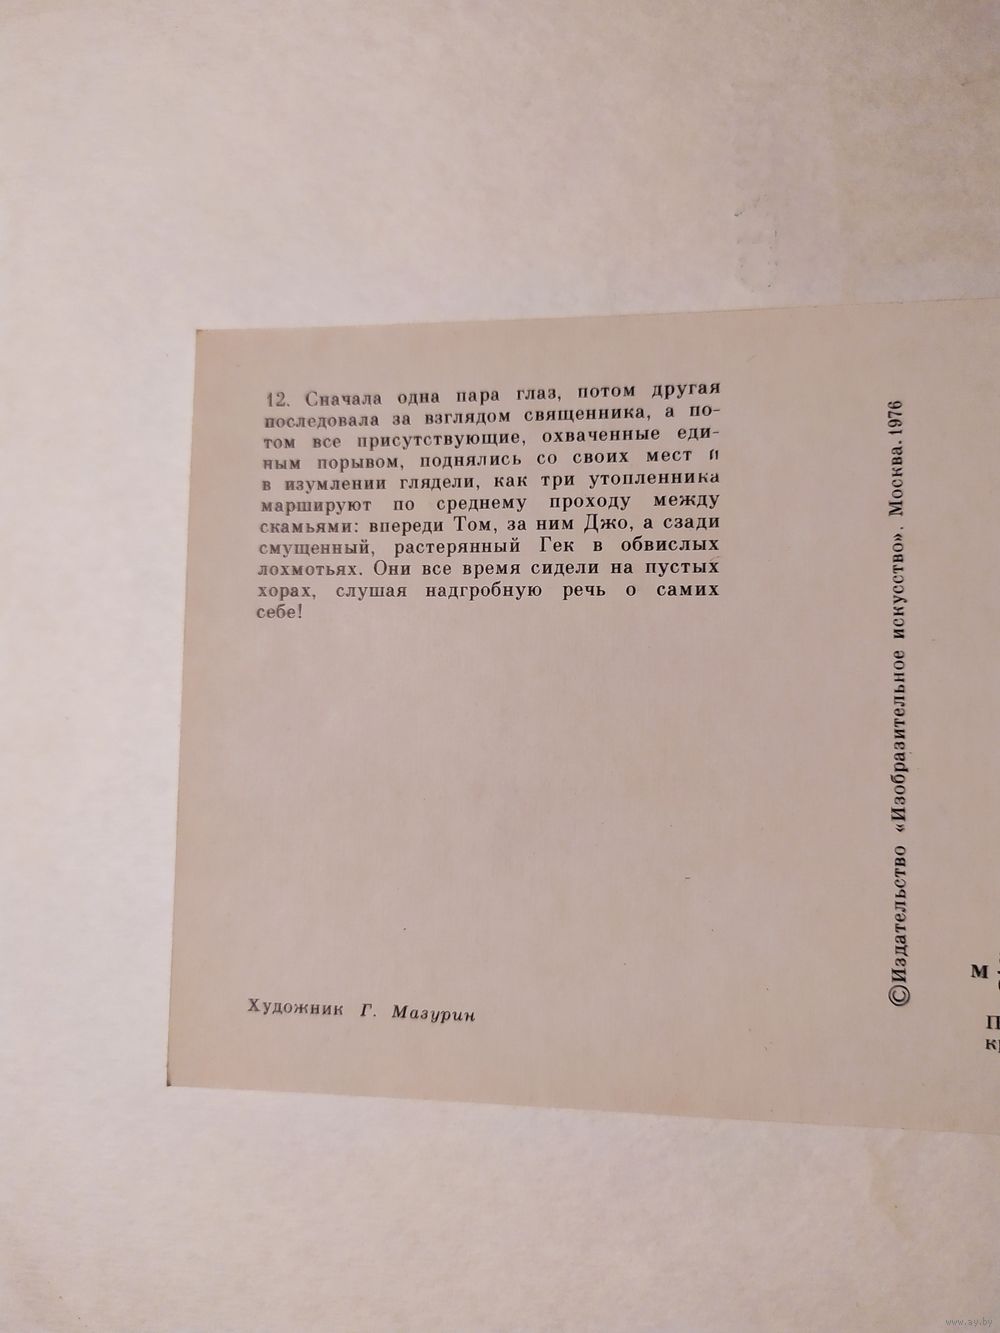 12. Сначала одна пара глаз, потом другая
последовала за взглядом священника, а по-
том все присутствующие, охваченные еди-
ным порывом, поднялись со своих мест и
в изумлении глядели, как три утопленника
маршируют по среднему проходу между
скамьями: впереди Том, за ним Джо, а сзади
смущенный, растерянный Гек в обвислых
лохмотьях. Они все время сидели на пустых
хорах, слушая надгробную речь о самих
себе!
Художник Г. Мазурин
©Издательство «Изобразительное искусство». Москва. 1976
М
П
www.ay.by